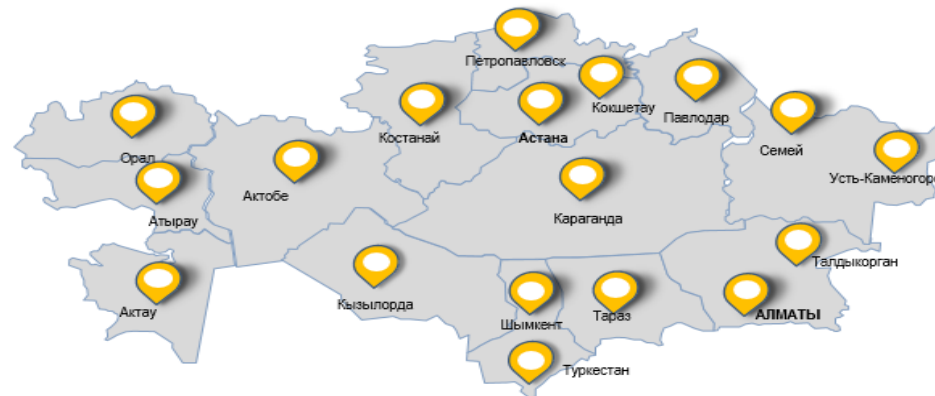 Петропавловск
Кокшетау
Павлодар
Костанай
Астана
Семей
Орал
Усть-Каменогорс
Актобе
Караганда
Атырау
Талдыкорган
Кызылорда
Актау
Шымкент
Тараз
АЛМАТЫ
Туркестан